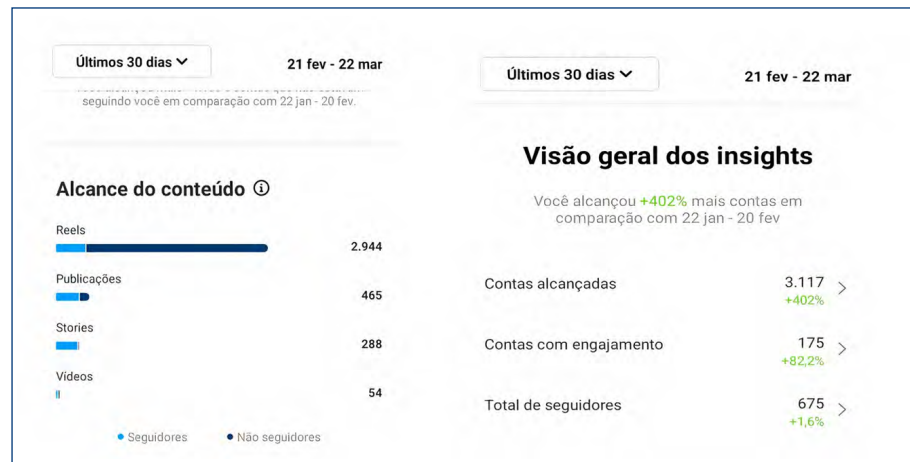 Últimos 30 dias
21 fev - 22 mar
seguindo você em comparação com 22 jan - 20 fev.
Alcance do conteúdo
Reels
2.944
Publicações
465
Stories
288
Vídeos
54
Seguidores
Não seguidores
Últimos 30 dias
21 fev - 22 mar
Visão geral dos insights
Você alcançou +402% mais contas em
comparação com 22 jan - 20 fev
Contas alcançadas
3.117
+402%
Contas com engajamento
175
+82,2%
Total de seguidores
675
+1,6%